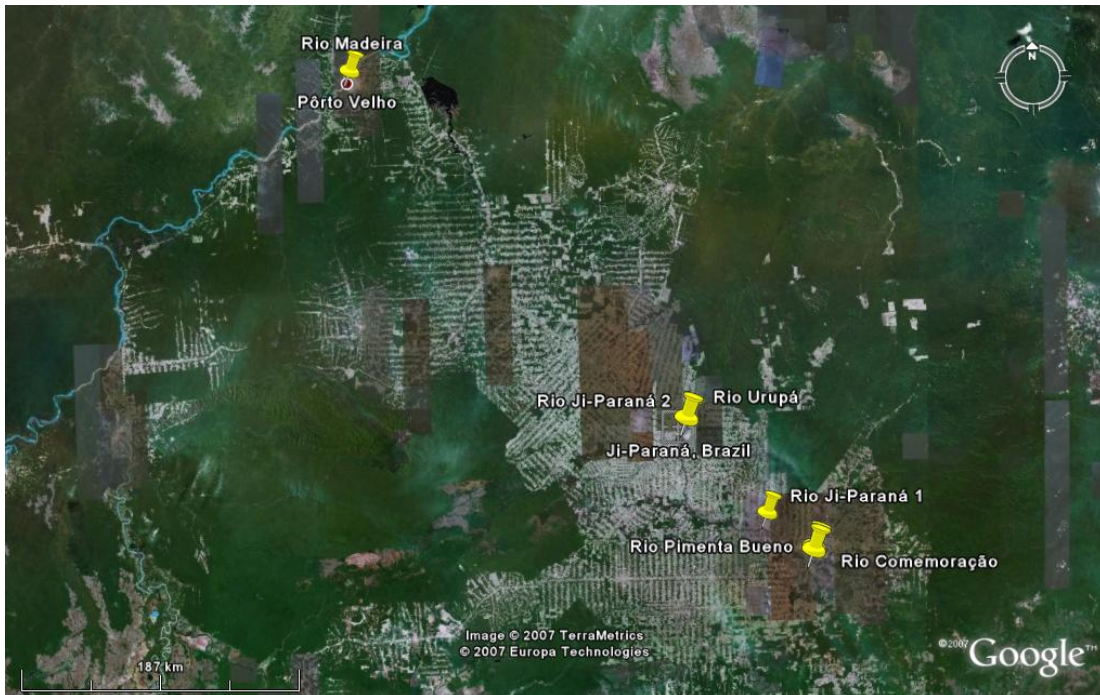 Rio Madeira
N
Pôrto Velho
Rio Ji-Paraná 2
Rio Urupá
Ji-Paraná, Brazil
Rio Ji-Paraná 1
Rio Pimenta Bueno
Rio Comemoração
Image © 2007 TerraMetrics
© 2007 Europa Technologies
©2007 Google™
187 km